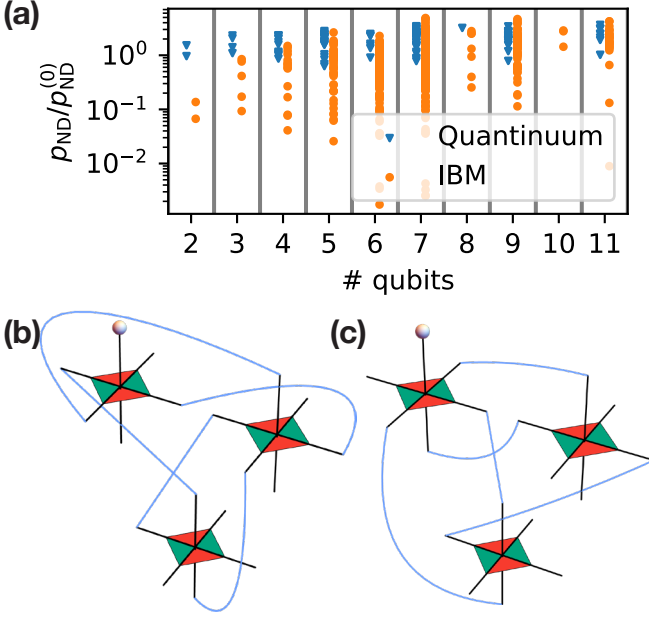 (a)
p_ND/p_ND^(0)
10^0
10^-1
10^-2
Quantinuum
IBM
2 3 4 5 6 7 8 9 10 11
# qubits
(b)
(c)